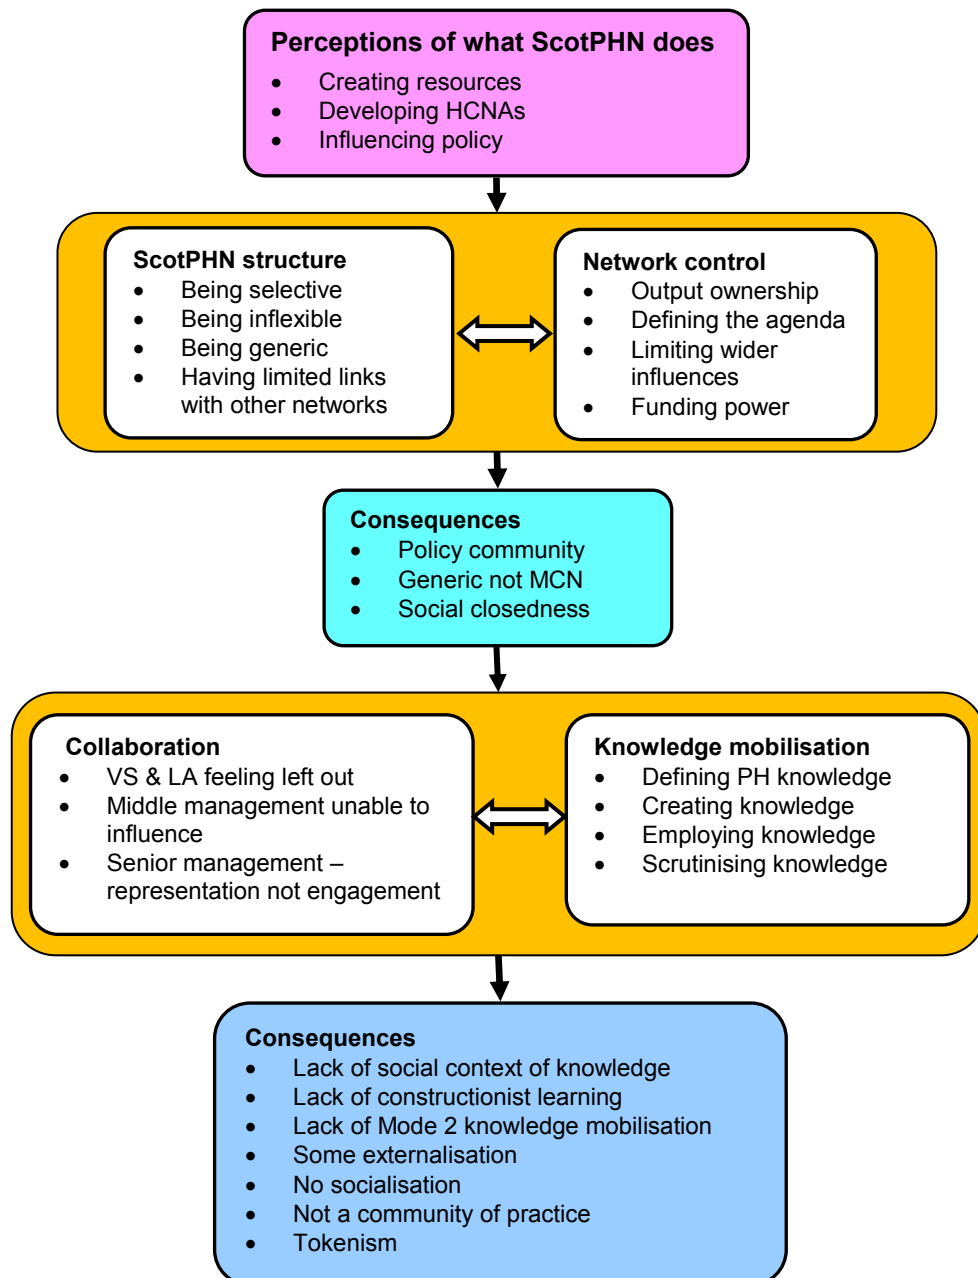 Perceptions of what ScotPHN does
• Creating resources
• Developing HCNAs
• Influencing policy
ScotPHN structure
• Being selective
• Being inflexible
• Being generic
• Having limited links
with other networks
Network control
• Output ownership
• Defining the agenda
• Limiting wider
influences
• Funding power
Consequences
• Policy community
• Generic not MCN
• Social closedness
Collaboration
• VS & LA feeling left out
• Middle management unable to
influence
• Senior management –
representation not engagement
Knowledge mobilisation
• Defining PH knowledge
• Creating knowledge
• Employing knowledge
• Scrutinising knowledge
Consequences
• Lack of social context of knowledge
• Lack of constructionist learning
• Lack of Mode 2 knowledge mobilisation
• Some externalisation
• No socialisation
• Not a community of practice
• Tokenism